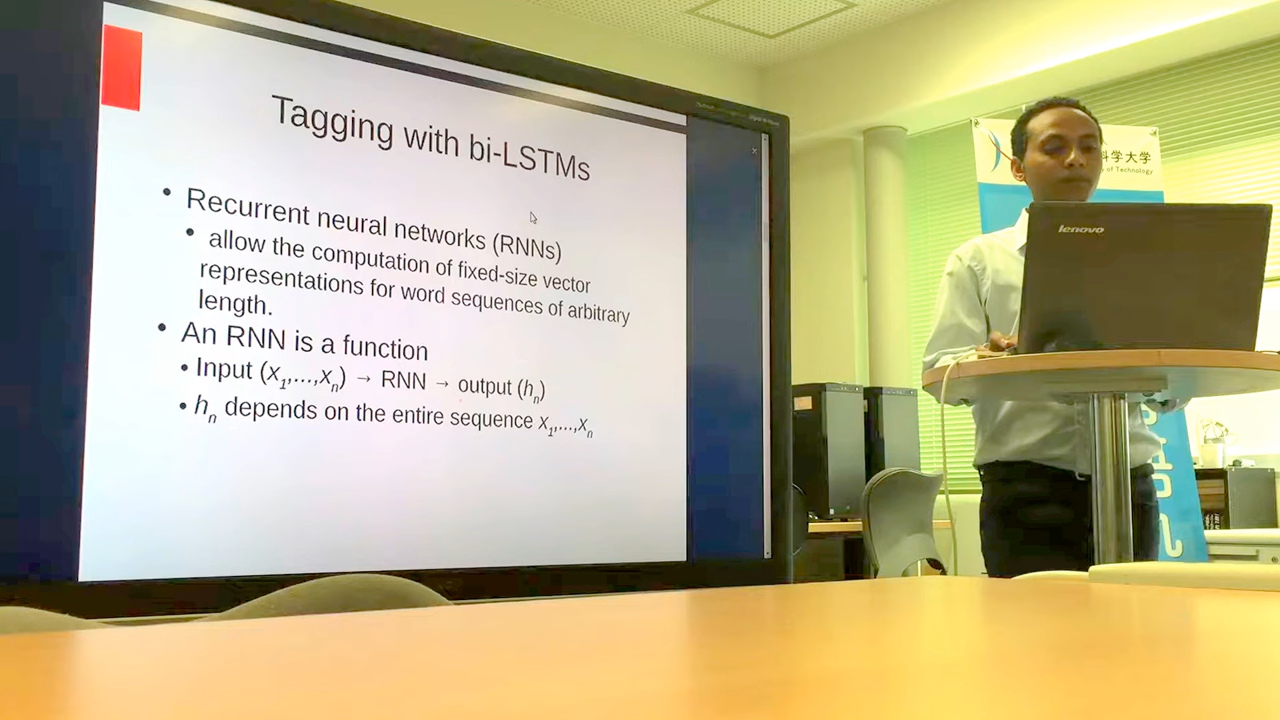 Tagging with bi-LSTMs
• Recurrent neural networks (RNNs)
• allow the computation of fixed-size vector
representations for word sequences of arbitrary
length.
• An RNN is a function
• Input (x1,...,xn) → RNN → output (hn)
• hn depends on the entire sequence x1,...,xn
科学大学
of Technology
lenovo